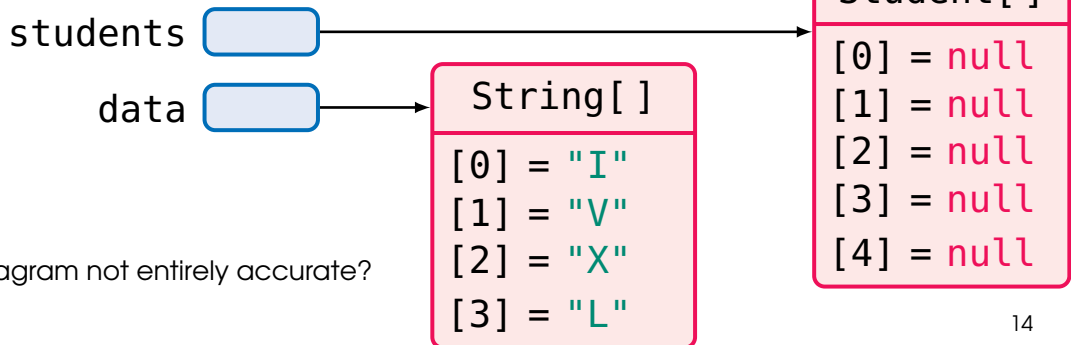 Student[ ]
students
[0] = null
[1] = null
[2] = null
[3] = null
[4] = null
data
String[ ]
[0] = "I"
[1] = "V"
[2] = "X"
[3] = "L"
agram not entirely accurate?
14